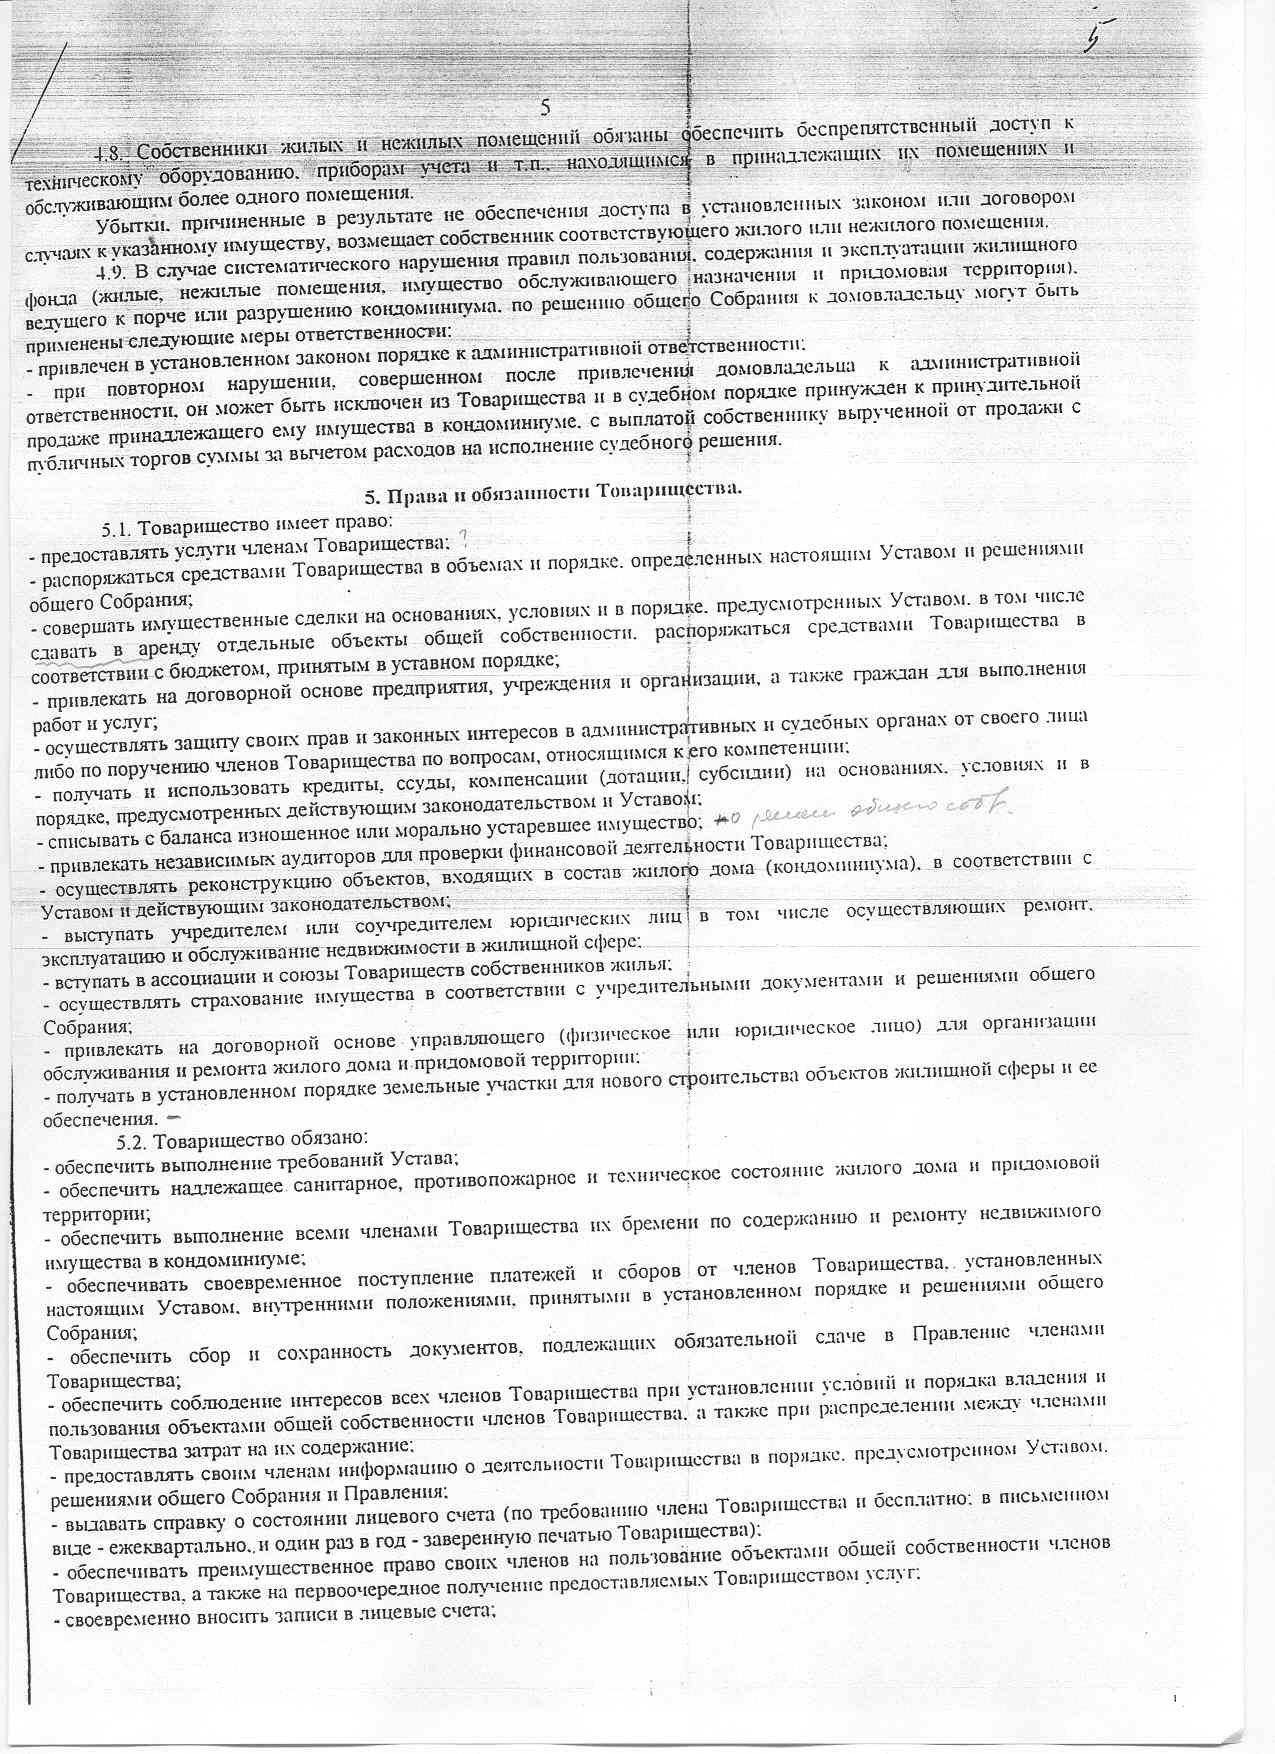 5
5
4.8. Собственники жилых и нежилых помещений обязаны обеспечить беспрепятственный доступ к
техническому оборудованию, приборам учета и т.п., находящимся в принадлежащих их помещениях и
обслуживающим более одного помещения.
Убытки, причиненные в результате не обеспечения доступа в установленных законом или договором
случаях к указанному имуществу, возмещает собственник соответствующего жилого или нежилого помещения.
4.9. В случае систематического нарушения правил пользования, содержания и эксплуатации жилищного
фонда (жилые, нежилые помещения, имущество обслуживающего назначения и придомовая территория),
ведущего к порче или разрушению кондоминиума, по решению общего Собрания к домовладельцу могут быть
применены следующие меры ответственности:
- привлечен в установленном законом порядке к административной ответственности;
- при повторном нарушении, совершенном после привлечения домовладельца к административной
ответственности, он может быть исключен из Товарищества и в судебном порядке принужден к принудительной
продаже принадлежащего ему имущества в кондоминиуме, с выплатой собственнику вырученной от продажи с
публичных торгов суммы за вычетом расходов на исполнение судебного решения.
5. Права и обязанности Товарищества.
5.1. Товарищество имеет право:
- предоставлять услуги членам Товарищества; ?
- распоряжаться средствами Товарищества в объемах и порядке, определенных настоящим Уставом и решениями
общего Собрания;
- совершать имущественные сделки на основаниях, условиях и в порядке, предусмотренных Уставом, в том числе
сдавать в аренду отдельные объекты общей собственности, распоряжаться средствами Товарищества в
соответствии с бюджетом, принятым в уставном порядке;
- привлекать на договорной основе предприятия, учреждения и организации, а также граждан для выполнения
работ и услуг;
- осуществлять защиту своих прав и законных интересов в административных и судебных органах от своего лица
либо по поручению членов Товарищества по вопросам, относящимся к его компетенции;
- получать и использовать кредиты, ссуды, компенсации (дотации, субсидии) на основаниях, условиях и в
порядке, предусмотренных действующим законодательством и Уставом;
- списывать с баланса изношенное или морально устаревшее имущество; по решен общего собр.
- привлекать независимых аудиторов для проверки финансовой деятельности Товарищества;
- осуществлять реконструкцию объектов, входящих в состав жилого дома (кондоминиума), в соответствии с
Уставом и действующим законодательством;
- выступать учредителем или соучредителем юридических лиц в том числе осуществляющих ремонт,
эксплуатацию и обслуживание недвижимости в жилищной сфере;
- вступать в ассоциации и союзы Товариществ собственников жилья;
- осуществлять страхование имущества в соответствии с учредительными документами и решениями общего
Собрания;
- привлекать на договорной основе управляющего (физическое или юридическое лицо) для организации
обслуживания и ремонта жилого дома и придомовой территории;
- получать в установленном порядке земельные участки для нового строительства объектов жилищной сферы и ее
обеспечения. –
5.2. Товарищество обязано:
- обеспечить выполнение требований Устава;
- обеспечить надлежащее санитарное, противопожарное и техническое состояние жилого дома и придомовой
территории;
- обеспечить выполнение всеми членами Товарищества их бремени по содержанию и ремонту недвижимого
имущества в кондоминиуме;
- обеспечивать своевременное поступление платежей и сборов от членов Товарищества, установленных
настоящим Уставом, внутренними положениями, принятыми в установленном порядке и решениями общего
Собрания;
- обеспечить сбор и сохранность документов, подлежащих обязательной сдаче в Правление членами
Товарищества;
- обеспечить соблюдение интересов всех членов Товарищества при установлении условий и порядка владения и
пользования объектами общей собственности членов Товарищества, а также при распределении между членами
Товарищества затрат на их содержание;
- предоставлять своим членам информацию о деятельности Товарищества в порядке, предусмотренном Уставом,
решениями общего Собрания и Правления;
- выдавать справку о состоянии лицевого счета (по требованию члена Товарищества и бесплатно; в письменном
виде - ежеквартально, и один раз в год - заверенную печатью Товарищества);
- обеспечивать преимущественное право своих членов на пользование объектами общей собственности членов
Товарищества, а также на первоочередное получение предоставляемых Товариществом услуг;
- своевременно вносить записи в лицевые счета;